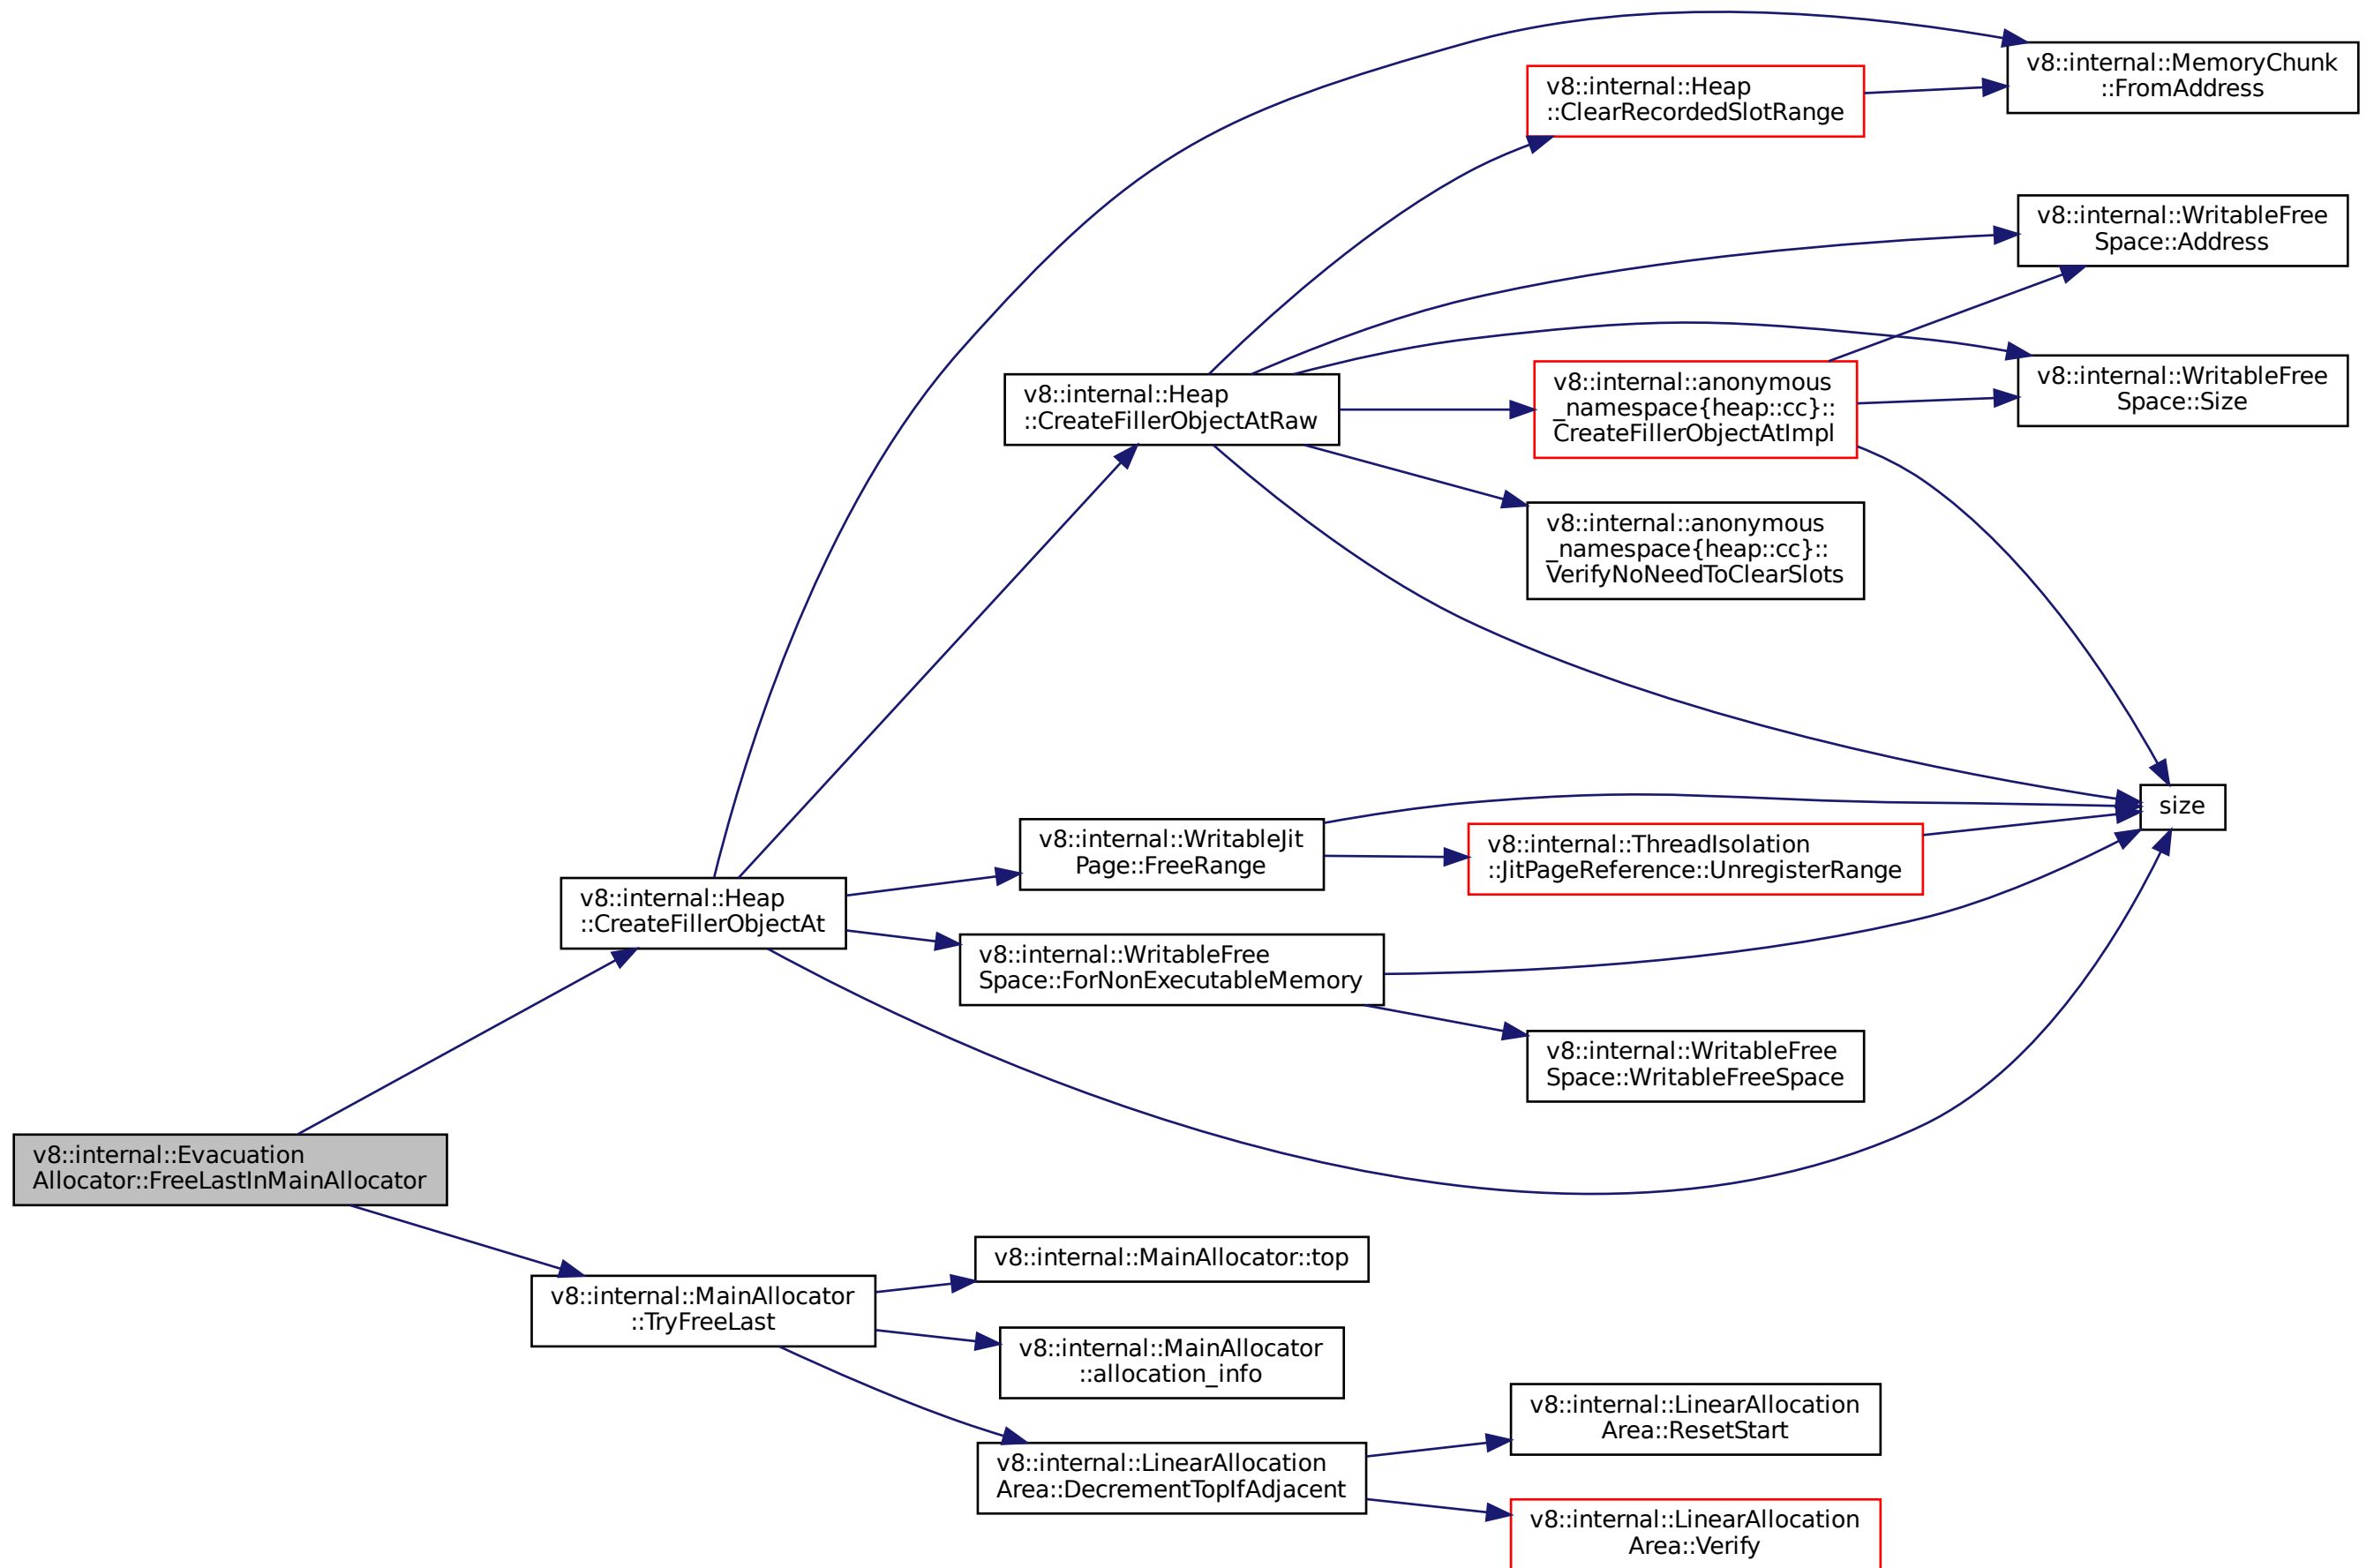 v8::internal::MemoryChunk
::FromAddress
v8::internal::Heap
::ClearRecordedSlotRange
v8::internal::WritableFree
Space::Address
v8::internal::WritableFree
Space::Size
v8::internal::Heap
::CreateFillerObjectAtRaw
v8::internal::anonymous
_namespace{heap::cc}::
CreateFillerObjectAtImpl
v8::internal::anonymous
_namespace{heap::cc}::
VerifyNoNeedToClearSlots
size
v8::internal::WritableJit
Page::FreeRange
v8::internal::ThreadIsolation
::JitPageReference::UnregisterRange
v8::internal::Heap
::CreateFillerObjectAt
v8::internal::WritableFree
Space::ForNonExecutableMemory
v8::internal::WritableFree
Space::WritableFreeSpace
v8::internal::Evacuation
Allocator::FreeLastInMainAllocator
v8::internal::MainAllocator::top
v8::internal::MainAllocator
::TryFreeLast
v8::internal::MainAllocator
::allocation_info
v8::internal::LinearAllocation
Area::ResetStart
v8::internal::LinearAllocation
Area::DecrementTopIfAdjacent
v8::internal::LinearAllocation
Area::Verify